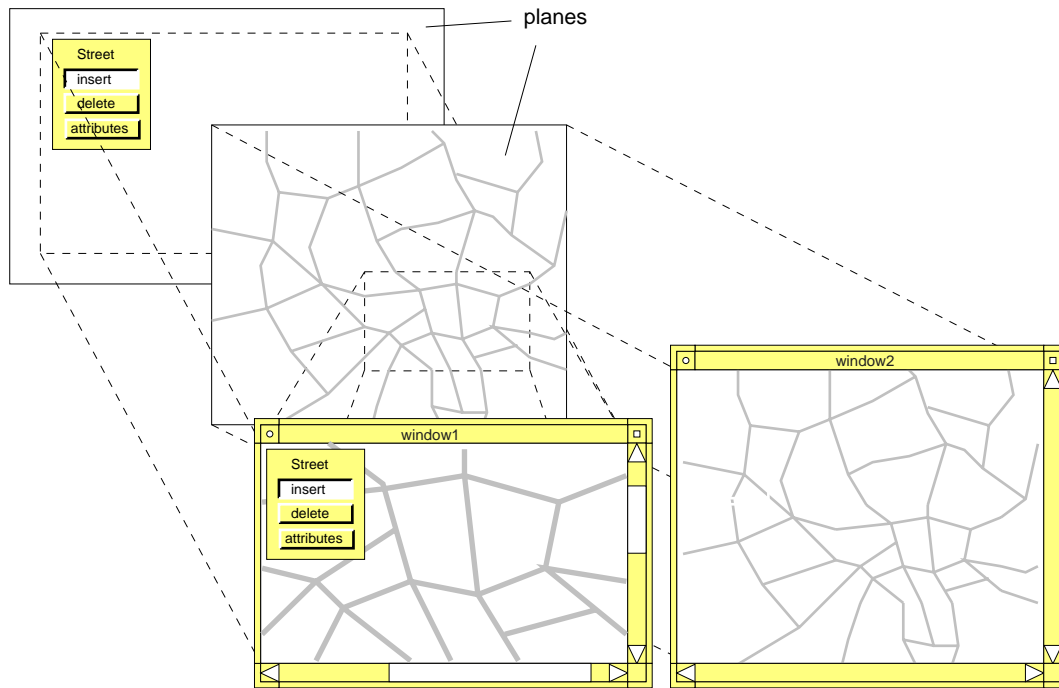 planes
Street
insert
delete
attributes
window2
window1
Street
insert
delete
attributes